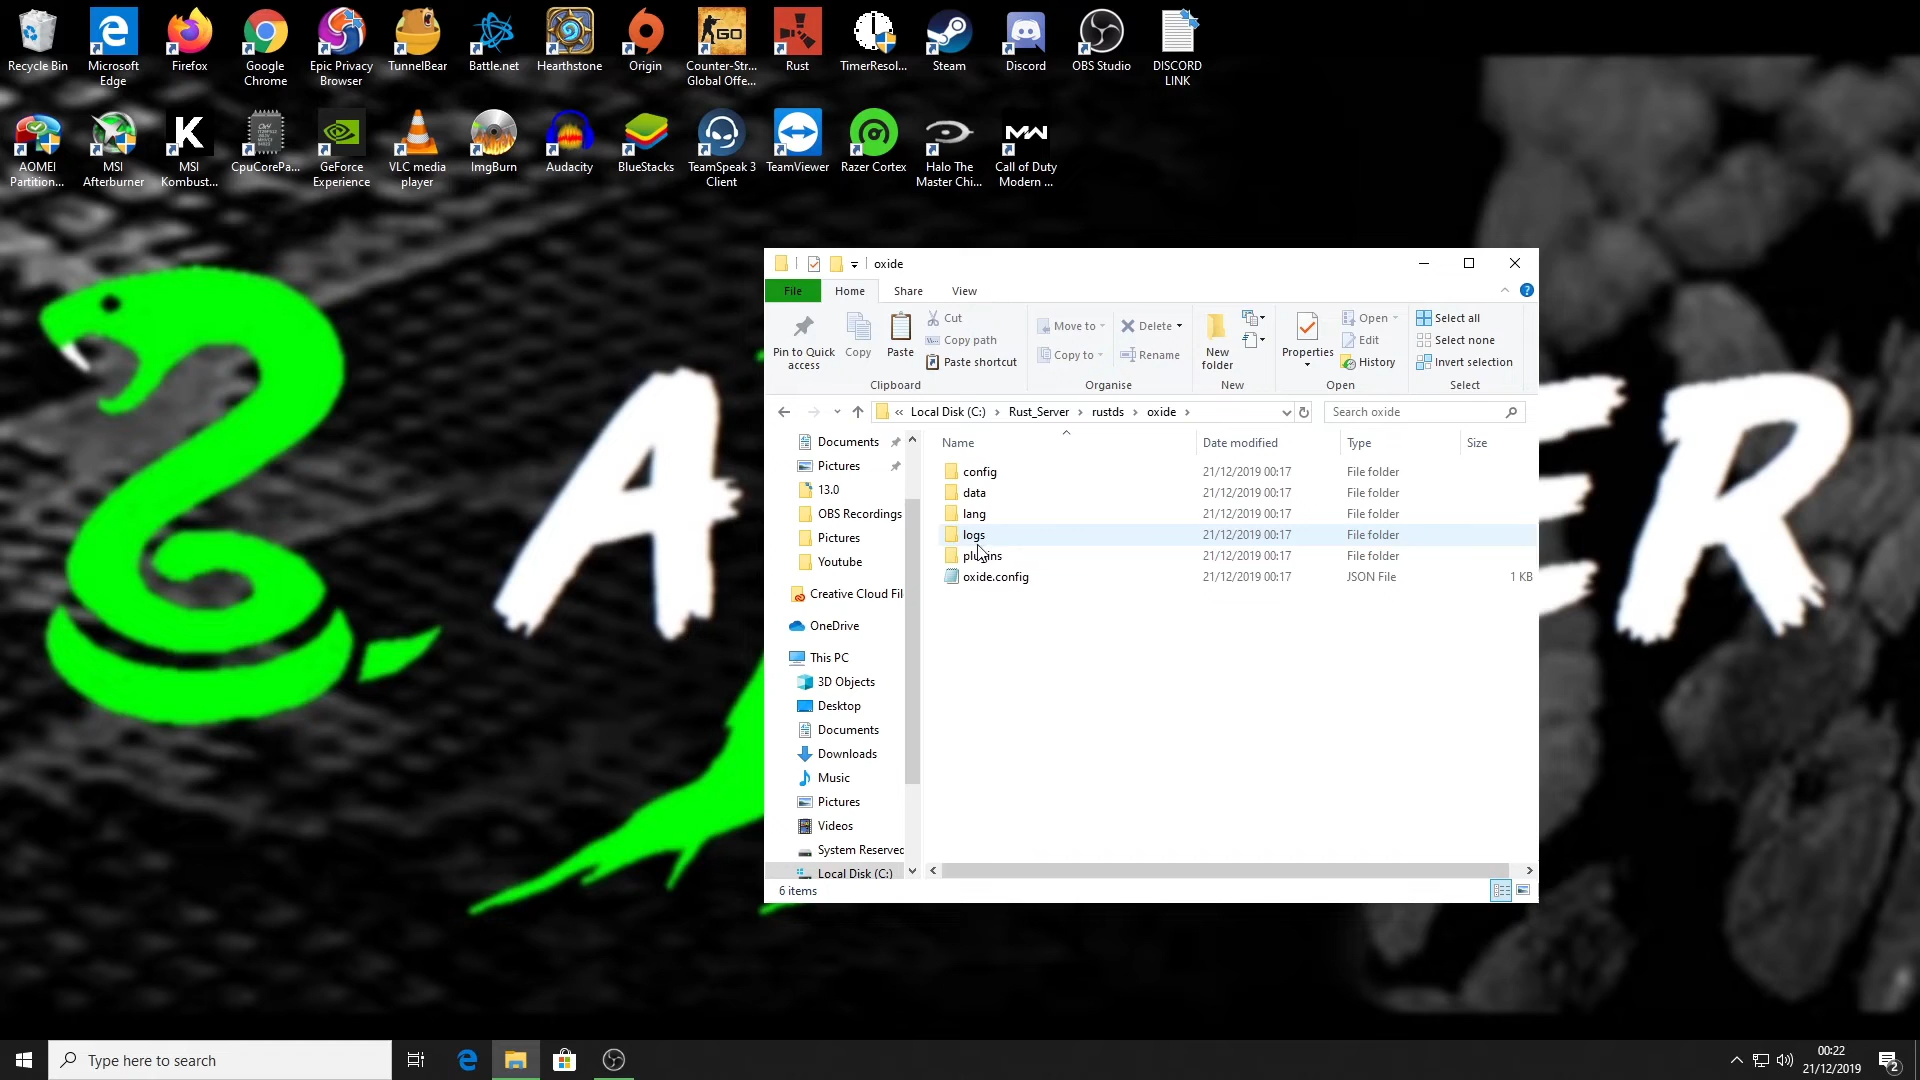 Recycle Bin
Microsoft
Edge
Firefox
Google
Chrome
Epic Privacy
Browser
TunnelBear
Battle.net
Hearthstone
Origin
GO
Counter-Str...
Global Offe...
Rust
TimerResol...
Steam
Discord
OBS Studio
DISCORD
LINK
AOMEI
Partition...
MSI
Afterburner
K
MSI
Kombust...
CPU
CpuCorePa...
GeForce
Experience
VLC media
player
ImgBurn
Audacity
BlueStacks
TeamSpeak 3
Client
TeamViewer
Razer Cortex
Halo The
Master Chi...
MW
Call of Duty
Modern ...
A
ER
oxide
File
Home
Share
View
Pin to Quick
access
Copy
Paste
Cut
Copy path
Paste shortcut
Clipboard
Move to
Copy to
Delete
Rename
Organise
New
folder
New
Properties
Open
Edit
History
Open
Select all
Select none
Invert selection
Select
« Local Disk (C:) › Rust_Server › rustds › oxide ›
Search oxide
Documents
Pictures
13.0
OBS Recordings
Pictures
Youtube
Creative Cloud Fil
OneDrive
This PC
3D Objects
Desktop
Documents
Downloads
Music
Pictures
Videos
System Reserved
Local Disk (C:)
Name Date modified Type Size
config 21/12/2019 00:17 File folder
data 21/12/2019 00:17 File folder
lang 21/12/2019 00:17 File folder
logs 21/12/2019 00:17 File folder
plugins 21/12/2019 00:17 File folder
oxide.config 21/12/2019 00:17 JSON File 1 KB
6 items
Type here to search
00:22
21/12/2019
2